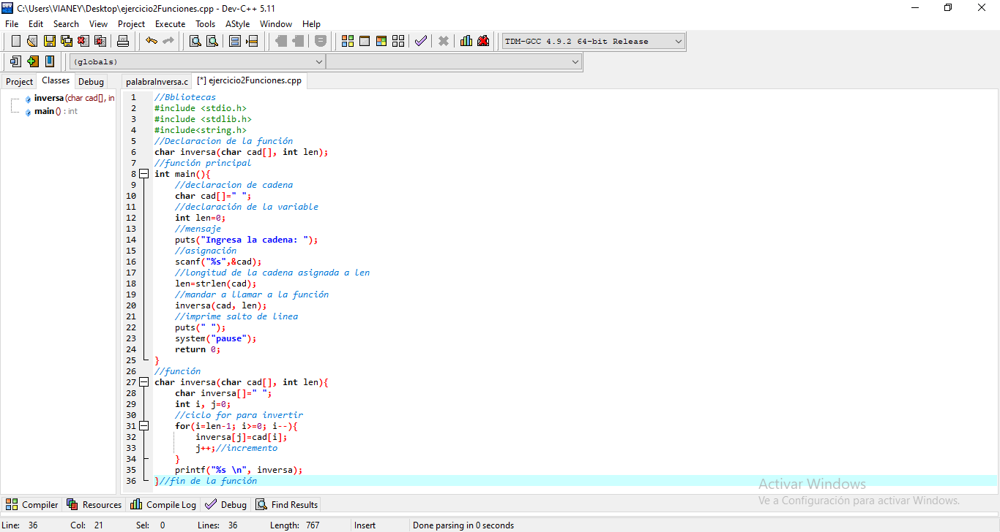 C:\Users\VIANEY\Desktop\ejercicio2Funciones.cpp - Dev-C++ 5.11
File Edit Search View Project Execute Tools AStyle Window Help
TDM-GCC 4.9.2 64-bit Release
(globals)
Project Classes Debug
palabraInversa.c [*] ejercicio2Funciones.cpp
inversa (char cad[], in
main () : int
1 //Bbliotecas
2 #include <stdio.h>
3 #include <stdlib.h>
4 #include<string.h>
5 //Declaracion de la función
6 char inversa(char cad[], int len);
7 //función principal
8 int main(){
9 //declaracion de cadena
10 char cad[]=" ";
11 //declaración de la variable
12 int len=0;
13 //mensaje
14 puts("Ingresa la cadena: ");
15 //asignación
16 scanf("%s",&cad);
17 //longitud de la cadena asignada a len
18 len=strlen(cad);
19 //mandar a llamar a la función
20 inversa(cad, len);
21 //imprime salto de linea
22 puts(" ");
23 system("pause");
24 return 0;
25 }
26 //función
27 char inversa(char cad[], int len){
28 char inversa[]=" ";
29 int i, j=0;
30 //ciclo for para invertir
31 for(i=len-1; i>=0; i--){
32 inversa[j]=cad[i];
33 j++;//incremento
34 }
35 printf("%s \n", inversa);
36 }//fin de la función
Activar Windows
Ve a Configuración para activar Windows.
Compiler Resources Compile Log Debug Find Results
Line: 36 Col: 21 Sel: 0 Lines: 36 Length: 767 Insert Done parsing in 0 seconds